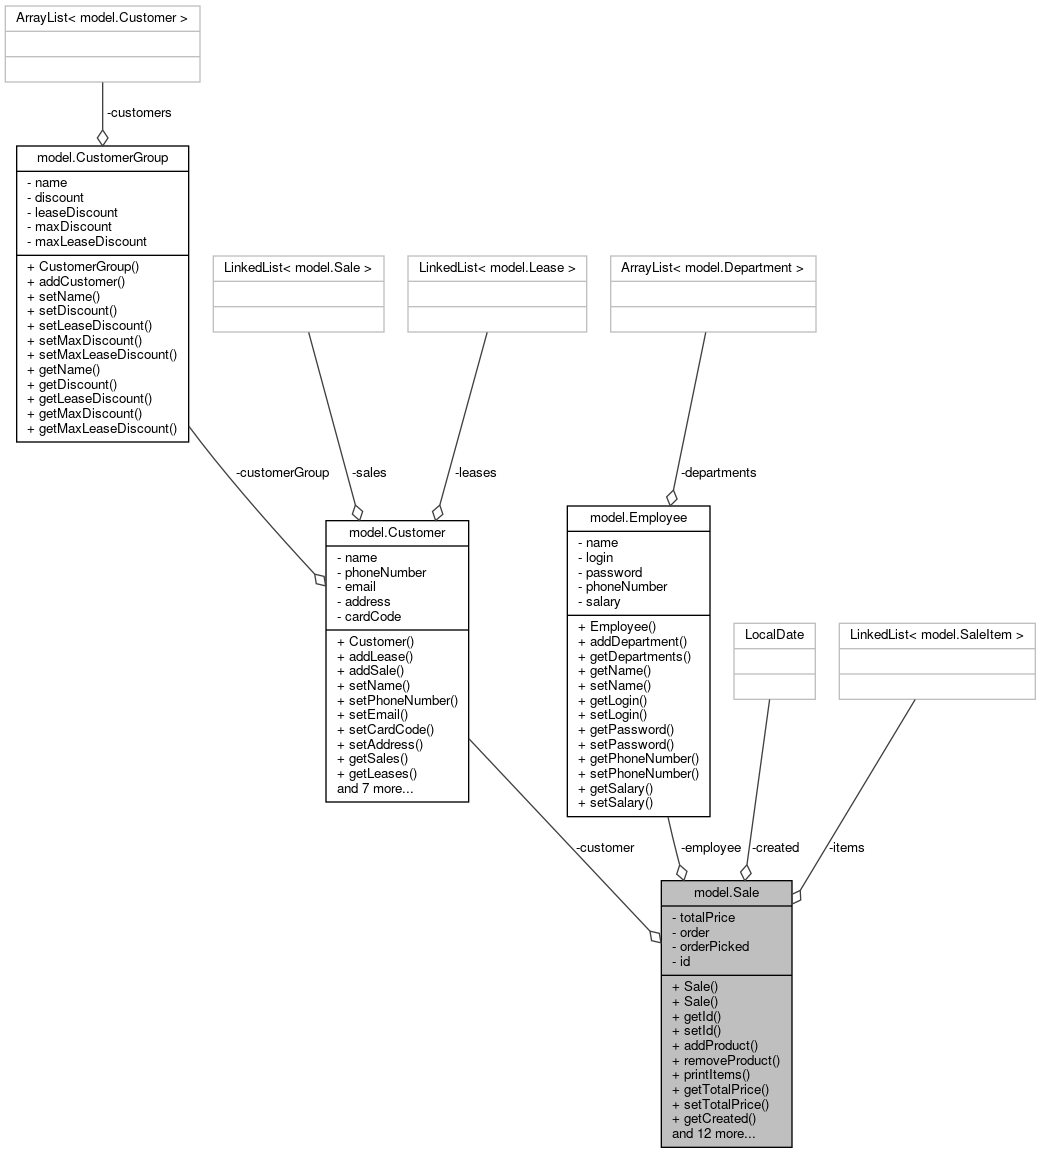 ArrayList< model.Customer >
-customers
model.CustomerGroup
- name
- discount
- leaseDiscount
- maxDiscount
- maxLeaseDiscount
+ CustomerGroup()
+ addCustomer()
+ setName()
+ setDiscount()
+ setLeaseDiscount()
+ setMaxDiscount()
+ setMaxLeaseDiscount()
+ getName()
+ getDiscount()
+ getLeaseDiscount()
+ getMaxDiscount()
+ getMaxLeaseDiscount()
LinkedList< model.Sale >
LinkedList< model.Lease >
ArrayList< model.Department >
-customerGroup
-sales
-leases
-departments
model.Customer
- name
- phoneNumber
- email
- address
- cardCode
+ Customer()
+ addLease()
+ addSale()
+ setName()
+ setPhoneNumber()
+ setEmail()
+ setCardCode()
+ setAddress()
+ getSales()
+ getLeases()
and 7 more...
model.Employee
- name
- login
- password
- phoneNumber
- salary
+ Employee()
+ addDepartment()
+ getDepartments()
+ getName()
+ setName()
+ getLogin()
+ setLogin()
+ getPassword()
+ setPassword()
+ getPhoneNumber()
+ setPhoneNumber()
+ getSalary()
+ setSalary()
LocalDate
LinkedList< model.SaleItem >
-customer
-employee
-created
-items
model.Sale
- totalPrice
- order
- orderPicked
- id
+ Sale()
+ Sale()
+ getId()
+ setId()
+ addProduct()
+ removeProduct()
+ printItems()
+ getTotalPrice()
+ setTotalPrice()
+ getCreated()
and 12 more...